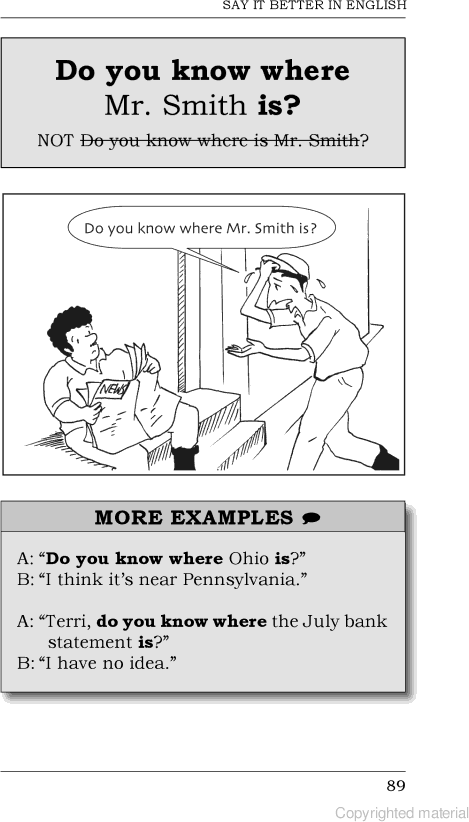 SAY IT BETTER IN ENGLISH
Do you know where
Mr. Smith is?
NOT Do you know where is Mr. Smith?
Do you know where Mr. Smith is?
NEWS
MORE EXAMPLES
A: “Do you know where Ohio is?”
B: “I think it’s near Pennsylvania.”
A: “Terri, do you know where the July bank
statement is?”
B: “I have no idea.”
89
Copyrighted material